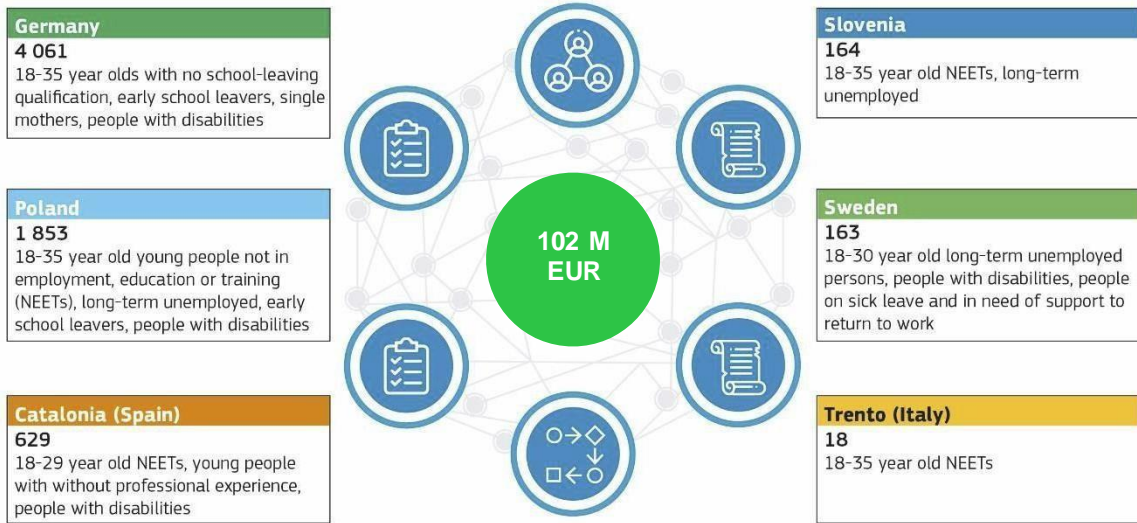 Germany
4 061
18-35 year olds with no school-leaving
qualification, early school leavers, single
mothers, people with disabilities
Poland
1 853
18-35 year old young people not in
employment, education or training
(NEETs), long-term unemployed, early
school leavers, people with disabilities
Catalonia (Spain)
629
18-29 year old NEETs, young people
with without professional experience,
people with disabilities
102 M
EUR
Slovenia
164
18-35 year old NEETs, long-term
unemployed
Sweden
163
18-30 year old long-term unemployed
persons, people with disabilities, people
on sick leave and in need of support to
return to work
Trento (Italy)
18
18-35 year old NEETs